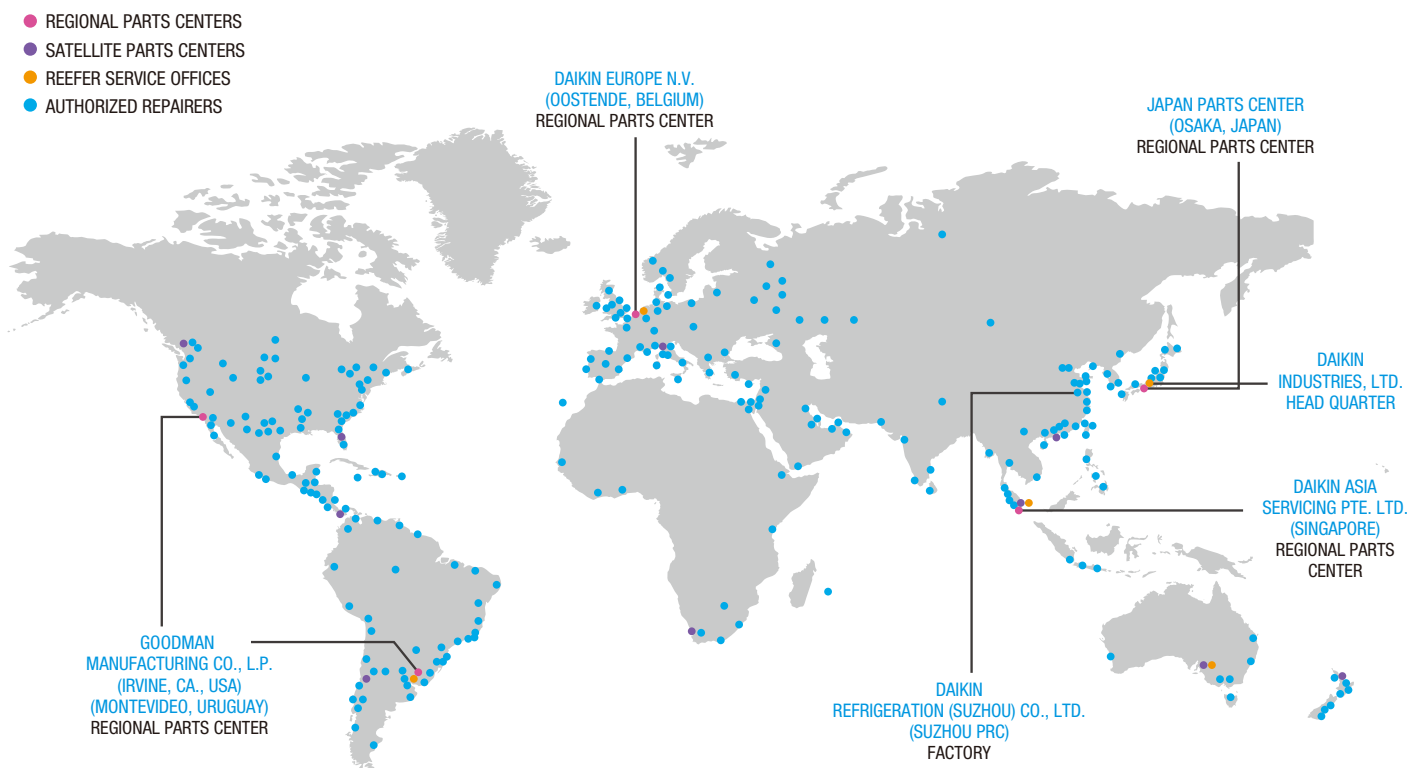 REGIONAL PARTS CENTERS
SATELLITE PARTS CENTERS
REEFER SERVICE OFFICES
AUTHORIZED REPAIRERS
DAIKIN EUROPE N.V.
(OOSTENDE, BELGIUM)
REGIONAL PARTS CENTER
JAPAN PARTS CENTER
(OSAKA, JAPAN)
REGIONAL PARTS CENTER
DAIKIN
INDUSTRIES, LTD.
HEAD QUARTER
DAIKIN ASIA
SERVICING PTE. LTD.
(SINGAPORE)
REGIONAL PARTS
CENTER
GOODMAN
MANUFACTURING CO., L.P.
(IRVINE, CA., USA)
(MONTEVIDEO, URUGUAY)
REGIONAL PARTS CENTER
DAIKIN
REFRIGERATION (SUZHOU) CO., LTD.
(SUZHOU PRC)
FACTORY